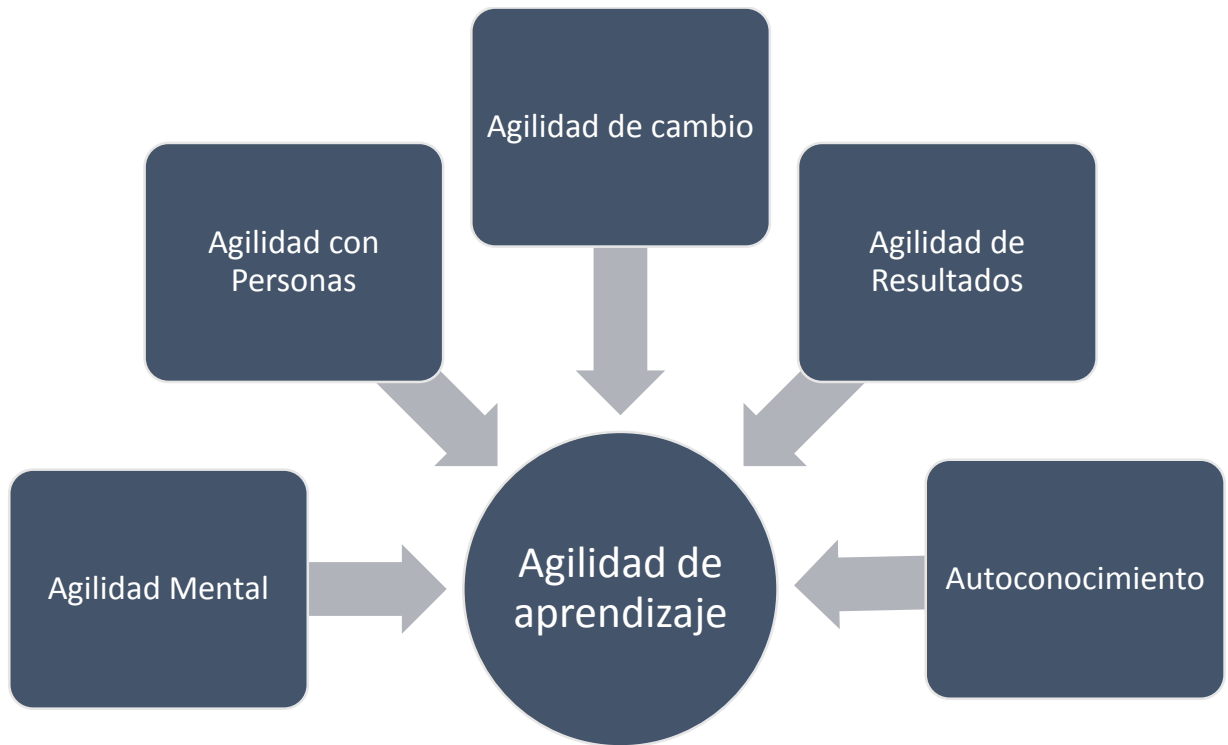 Agilidad de cambio
Agilidad con
Personas
Agilidad de
Resultados
Agilidad Mental
Agilidad de
aprendizaje
Autoconocimiento